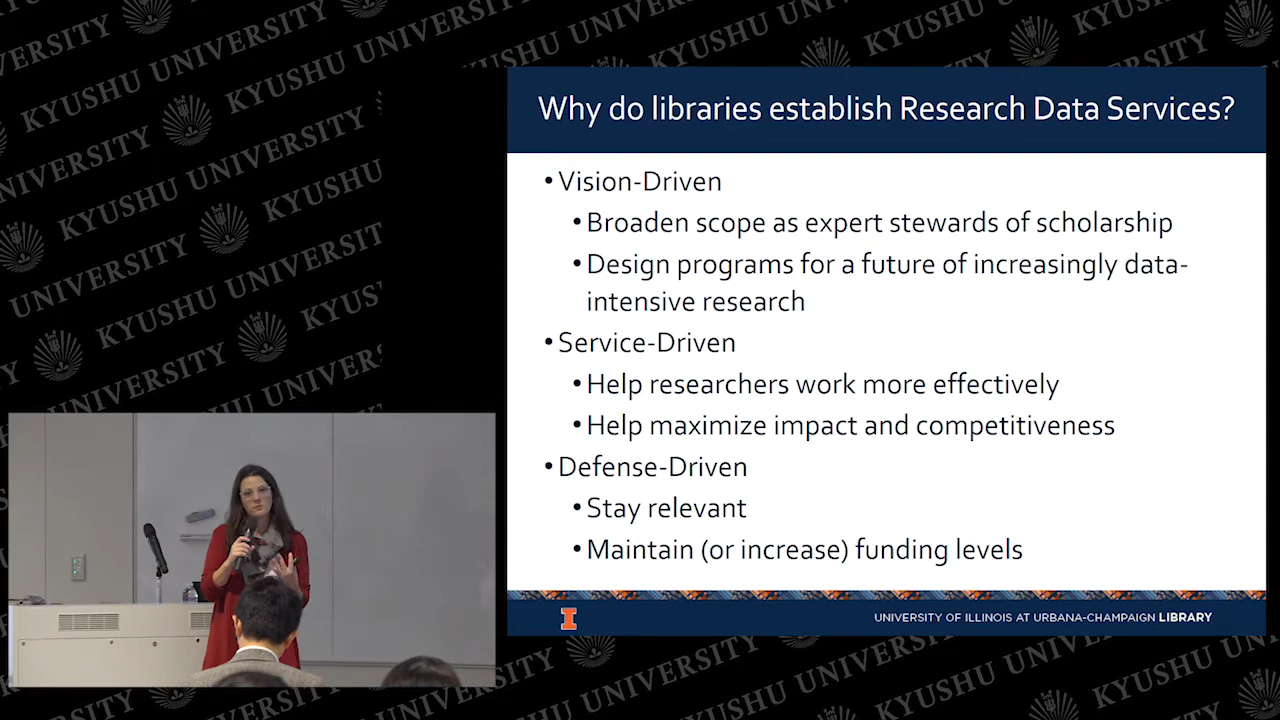 KYUSHU UNIVERSITY
Why do libraries establish Research Data Services?
•Vision-Driven
•Broaden scope as expert stewards of scholarship
•Design programs for a future of increasingly data-
intensive research
•Service-Driven
•Help researchers work more effectively
•Help maximize impact and competitiveness
•Defense-Driven
•Stay relevant
•Maintain (or increase) funding levels
I
UNIVERSITY OF ILLINOIS AT URBANA-CHAMPAIGN LIBRARY